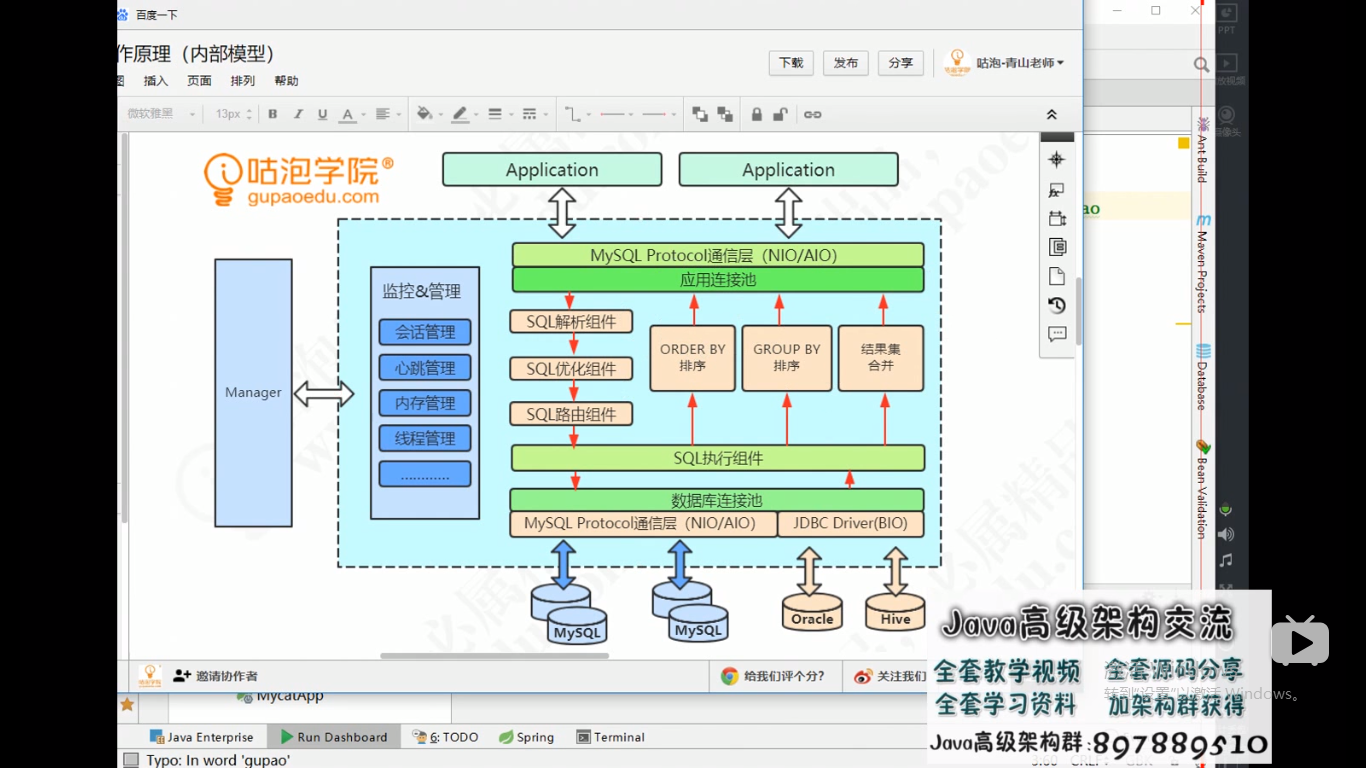 百度一下
作原理（内部模型）
下载
发布
分享
咕泡-青山老师
插入
页面
排列
帮助
微软雅黑
13px
B
I
U
A
咕泡学院®
gupaoedu.com
Application
Application
MySQL Protocol通信层（NIO/AIO）
应用连接池
监控&管理
会话管理
心跳管理
内存管理
线程管理
…………
Manager
SQL解析组件
SQL优化组件
SQL路由组件
ORDER BY
排序
GROUP BY
排序
结果集
合并
SQL执行组件
数据库连接池
MySQL Protocol通信层（NIO/AIO）
JDBC Driver(BIO)
MySQL
MySQL
Oracle
Hive
PPT
Ant Build
Maven Projects
Database
Bean Validation
ao
邀请协作者
给我们评个分?
关注我们
MycatApp
Java Enterprise
Run Dashboard
6: TODO
Spring
Terminal
Typo: In word 'gupao'
Java高级架构交流
全套教学视频
全套源码分享
转到"设置"以激活 Windows。
全套学习资料
加架构群获得
Java高级架构群:897889510